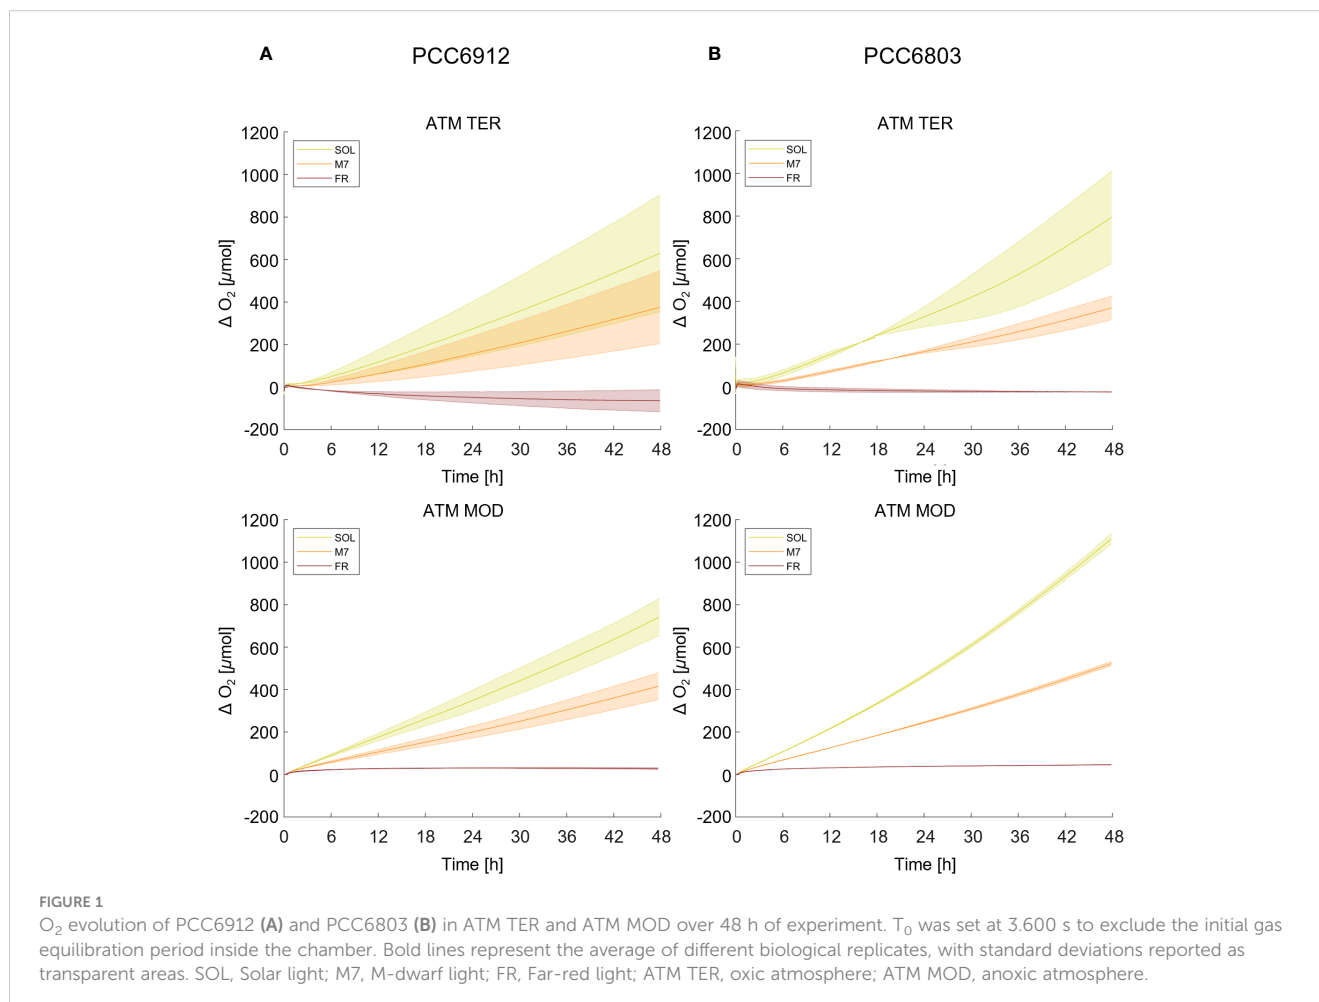 A
PCC6912
B
PCC6803
ATM TER
1200
1000
800
600
400
200
0
-200
Δ O2 [μmol]
SOL
M7
FR
0 6 12 18 24 30 36 42 48
Time [h]
ATM TER
1200
1000
800
600
400
200
0
-200
Δ O2 [μmol]
SOL
M7
FR
0 6 12 18 24 30 36 42 48
Time [h]
ATM MOD
1200
1000
800
600
400
200
0
-200
Δ O2 [μmol]
SOL
M7
FR
0 6 12 18 24 30 36 42 48
Time [h]
ATM MOD
1200
1000
800
600
400
200
0
-200
Δ O2 [μmol]
SOL
M7
FR
0 6 12 18 24 30 36 42 48
Time [h]
FIGURE 1
O2 evolution of PCC6912 (A) and PCC6803 (B) in ATM TER and ATM MOD over 48 h of experiment. T0 was set at 3.600 s to exclude the initial gas
equilibration period inside the chamber. Bold lines represent the average of different biological replicates, with standard deviations reported as
transparent areas. SOL, Solar light; M7, M-dwarf light; FR, Far-red light; ATM TER, oxic atmosphere; ATM MOD, anoxic atmosphere.